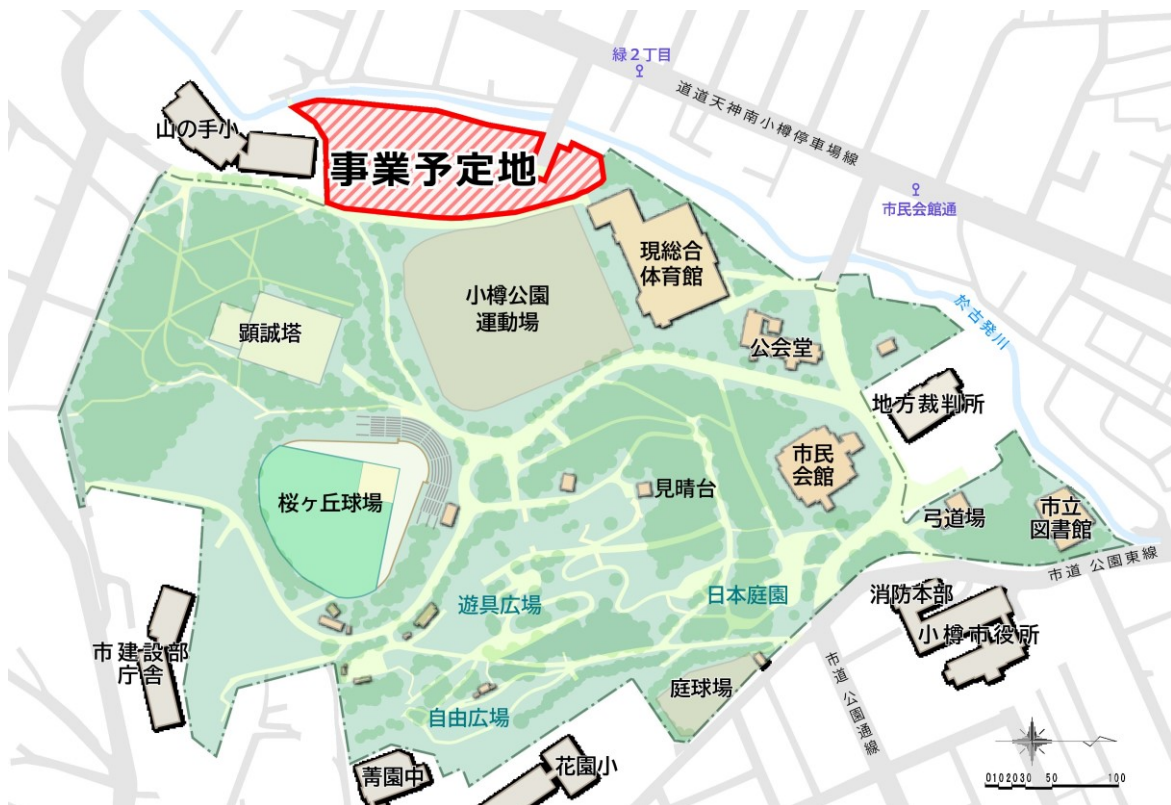 緑2丁目
道道天神南小樽停車場線
山の手小
事業予定地
市民会館通
現総合
体育館
小樽公園
運動場
於古発川
顕誠塔
公会堂
地方裁判所
市民
会館
見晴台
桜ヶ丘球場
弓道場
市立
図書館
市道 公園東線
日本庭園
遊具広場
消防本部
小樽市役所
市建設部
庁舎
市道 公園通線
庭球場
自由広場
菁園中
花園小
0102030 50 100